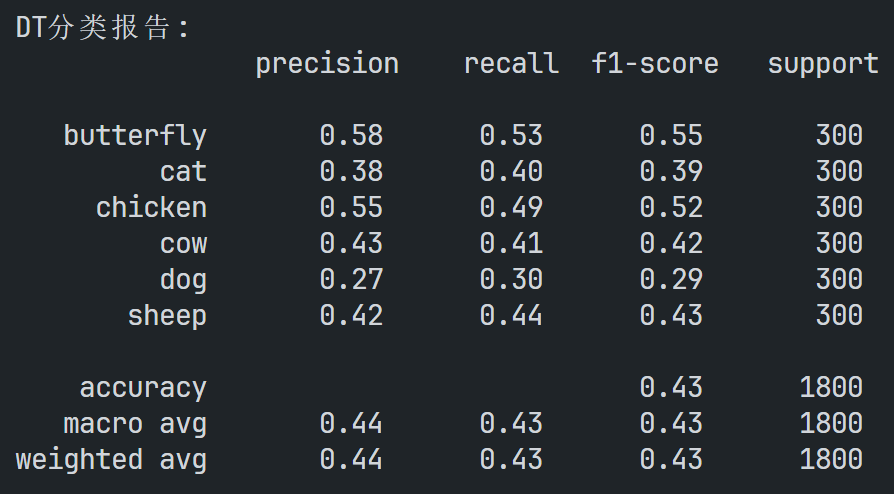 DT分类报告:
precision recall f1-score support
butterfly 0.58 0.53 0.55 300
cat 0.38 0.40 0.39 300
chicken 0.55 0.49 0.52 300
cow 0.43 0.41 0.42 300
dog 0.27 0.30 0.29 300
sheep 0.42 0.44 0.43 300
accuracy 0.43 1800
macro avg 0.44 0.43 0.43 1800
weighted avg 0.44 0.43 0.43 1800